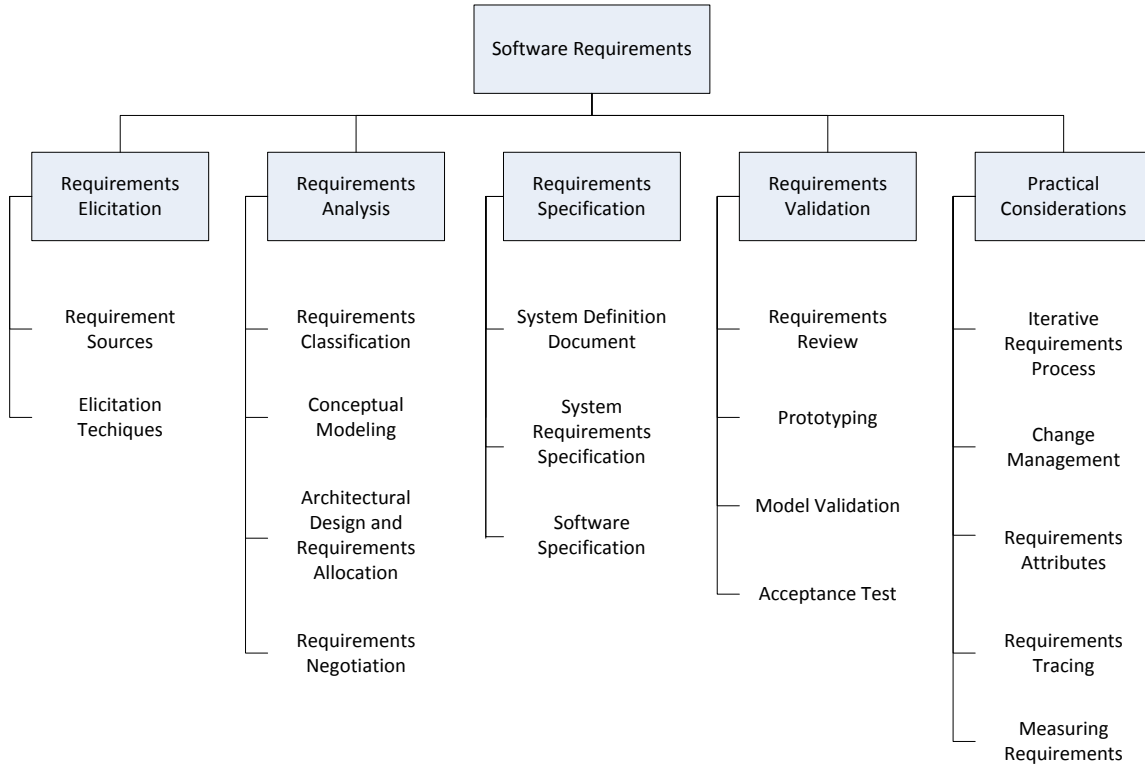 Software Requirements
Requirements
Elicitation
Requirements
Analysis
Requirements
Specification
Requirements
Validation
Practical
Considerations
Requirement
Sources
Elicitation
Techiques
Requirements
Classification
Conceptual
Modeling
Architectural
Design and
Requirements
Allocation
Requirements
Negotiation
System Definition
Document
System
Requirements
Specification
Software
Specification
Requirements
Review
Prototyping
Model Validation
Acceptance Test
Iterative
Requirements
Process
Change
Management
Requirements
Attributes
Requirements
Tracing
Measuring
Requirements